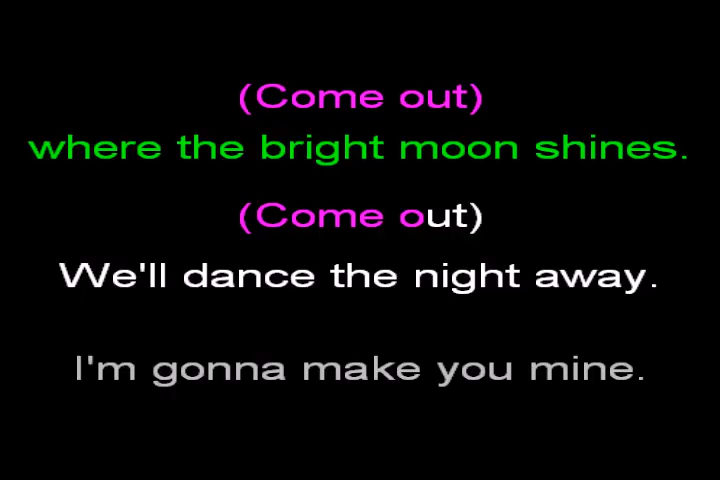 (Come out)
where the bright moon shines.
(Come out)
We'll dance the night away.
I'm gonna make you mine.